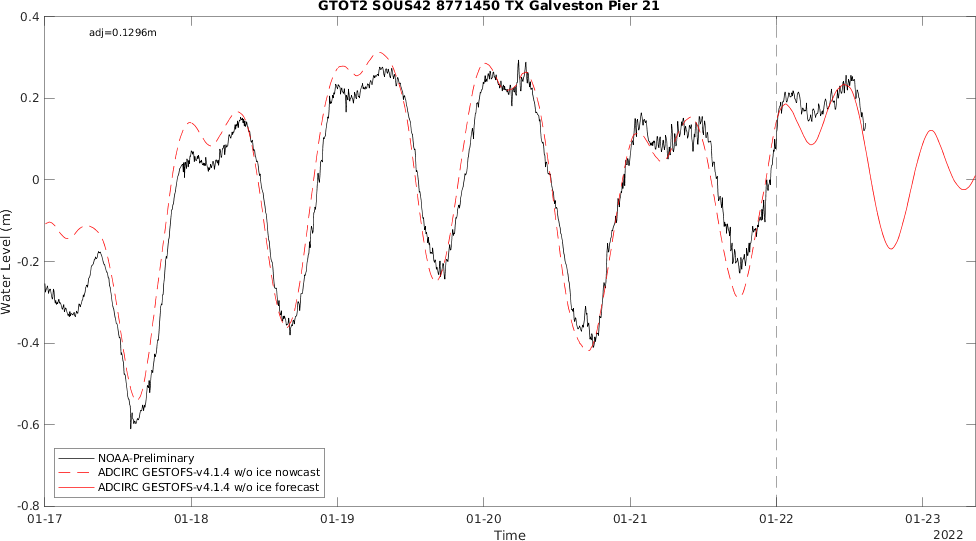 GTOT2 SOUS42 8771450 TX Galveston Pier 21
adj=0.1296m
0.4
0.2
0
-0.2
-0.4
-0.6
-0.8
Water Level (m)
NOAA-Preliminary
ADCIRC GESTOFS-v4.1.4 w/o ice nowcast
ADCIRC GESTOFS-v4.1.4 w/o ice forecast
01-17 01-18 01-19 01-20 01-21 01-22 01-23
Time
2022